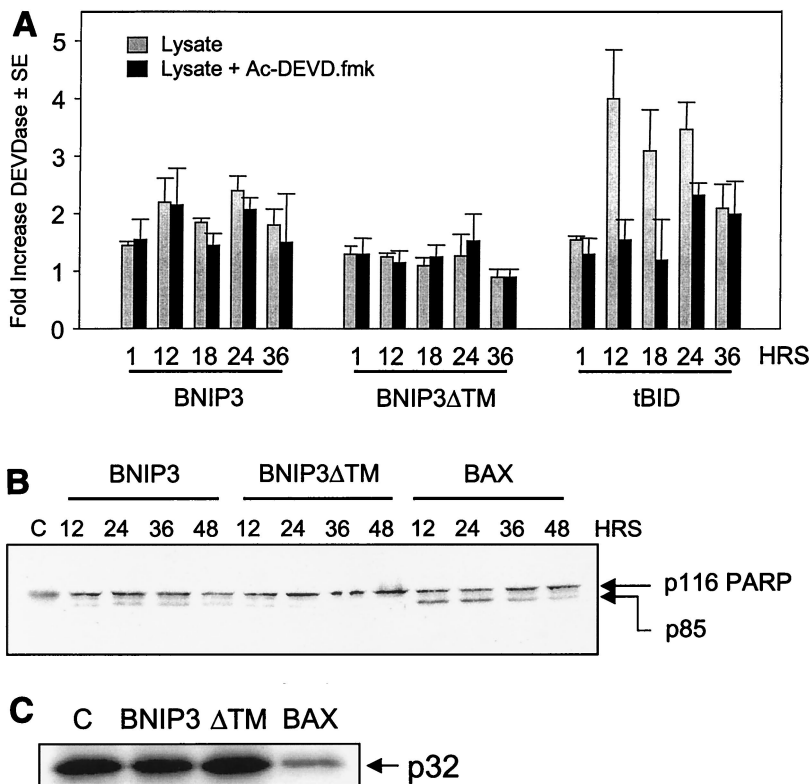 A
Fold Increase DEVDase ± SE
5
4
3
2
1
0
Lysate
Lysate + Ac-DEVD.fmk
1 12 18 24 36 1 12 18 24 36 1 12 18 24 36 HRS
BNIP3 BNIP3ΔTM tBID
B
BNIP3 BNIP3ΔTM BAX
C 12 24 36 48 12 24 36 48 12 24 36 48 HRS
p116 PARP
p85
C
C BNIP3 ΔTM BAX
p32